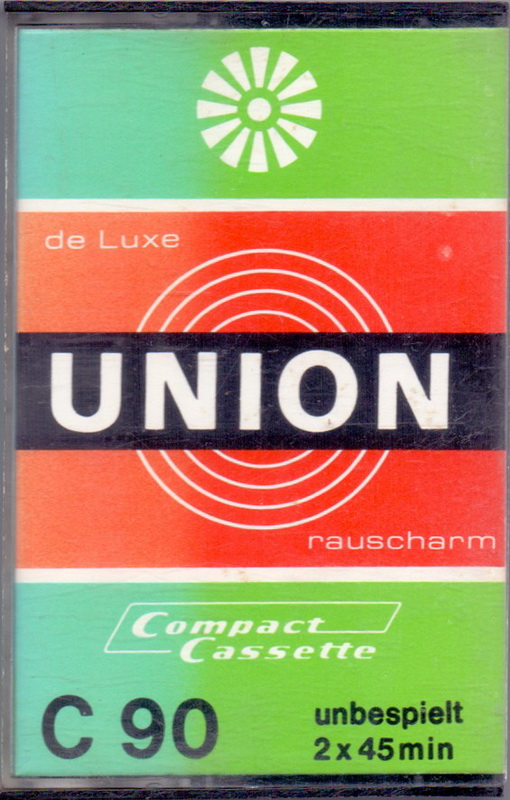 de Luxe
UNION
rauscharm
Compact
Cassette
C 90
unbespielt
2 x 45 min